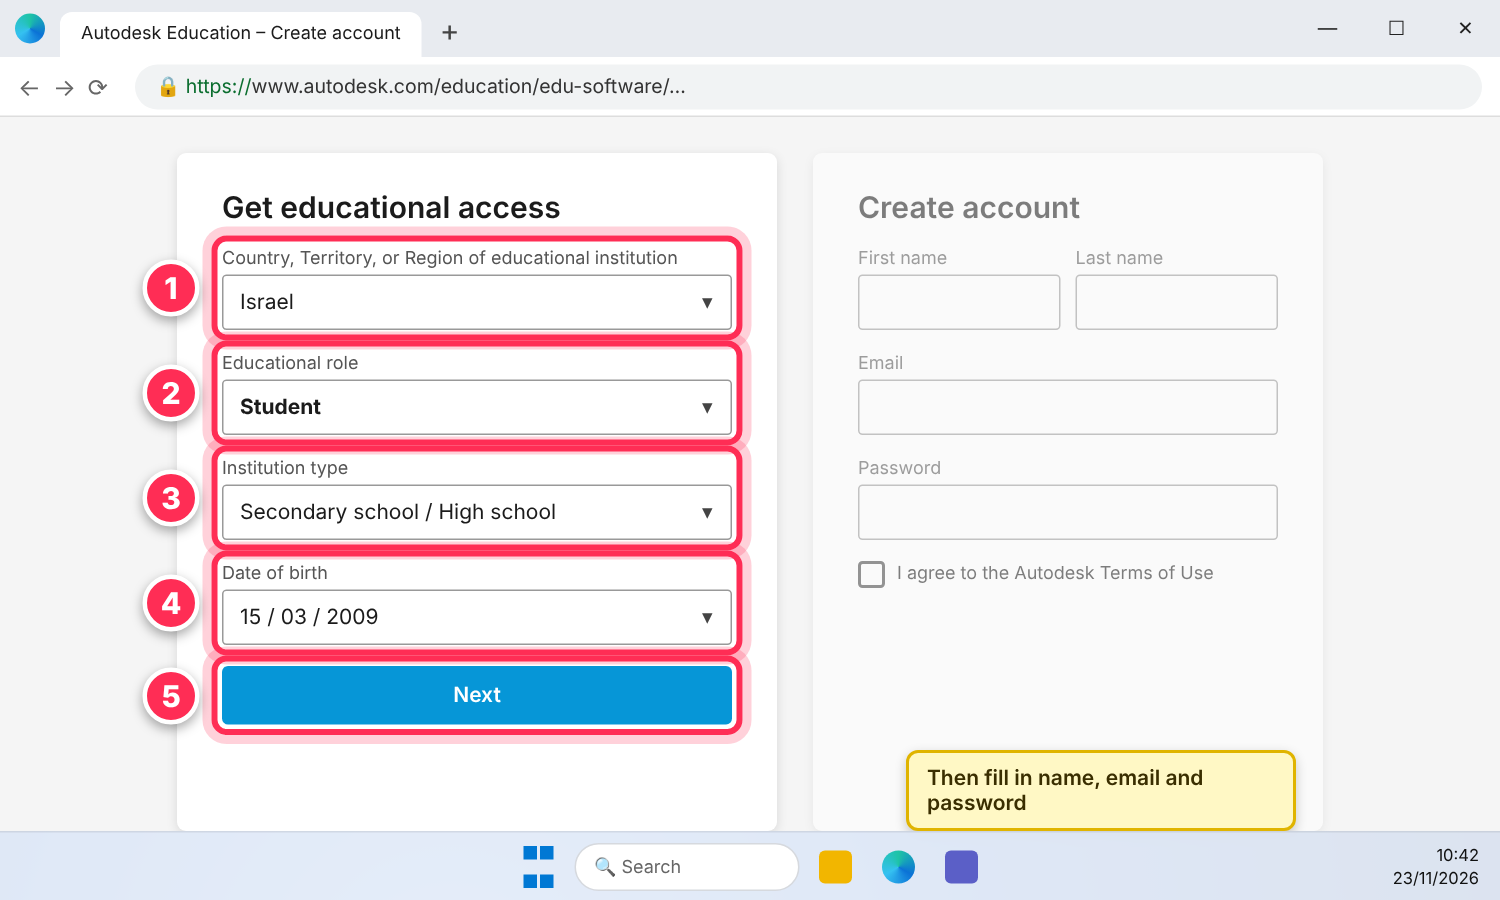 Autodesk Education – Create account
https://www.autodesk.com/education/edu-software/...
Get educational access
1
Country, Territory, or Region of educational institution
Israel
2
Educational role
Student
3
Institution type
Secondary school / High school
4
Date of birth
15 / 03 / 2009
5
Next
Create account
First name
Last name
Email
Password
I agree to the Autodesk Terms of Use
Then fill in name, email and
password
Search
10:42
23/11/2026